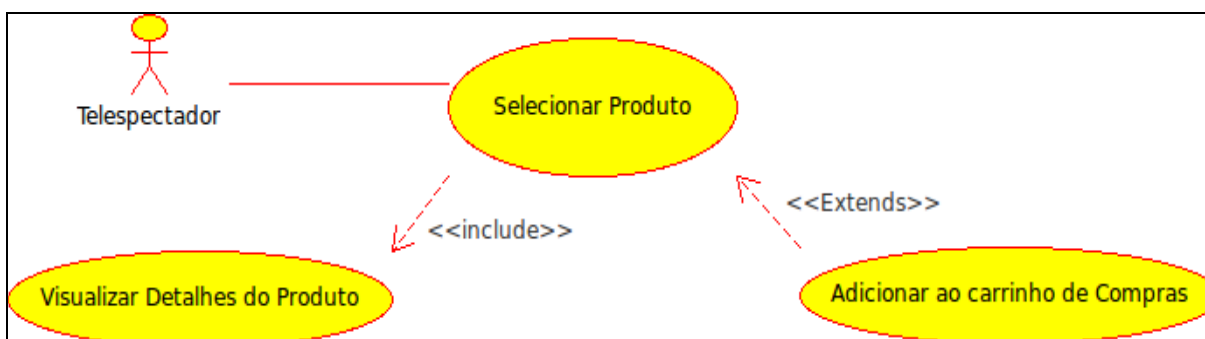 Telespectador
Selecionar Produto
<<include>>
<<Extends>>
Visualizar Detalhes do Produto
Adicionar ao carrinho de Compras